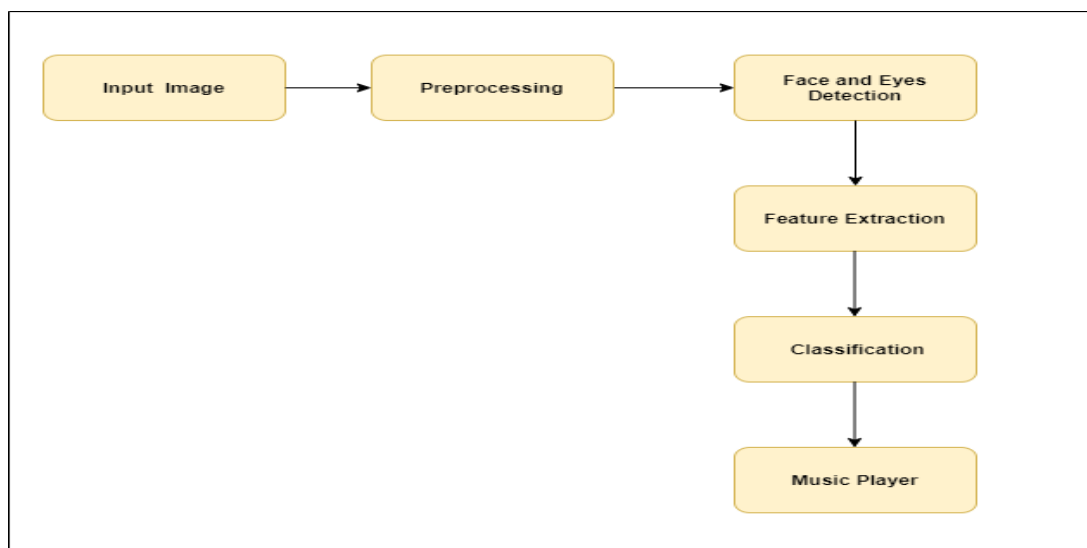 Input Image
Preprocessing
Face and Eyes
Detection
Feature Extraction
Classification
Music Player